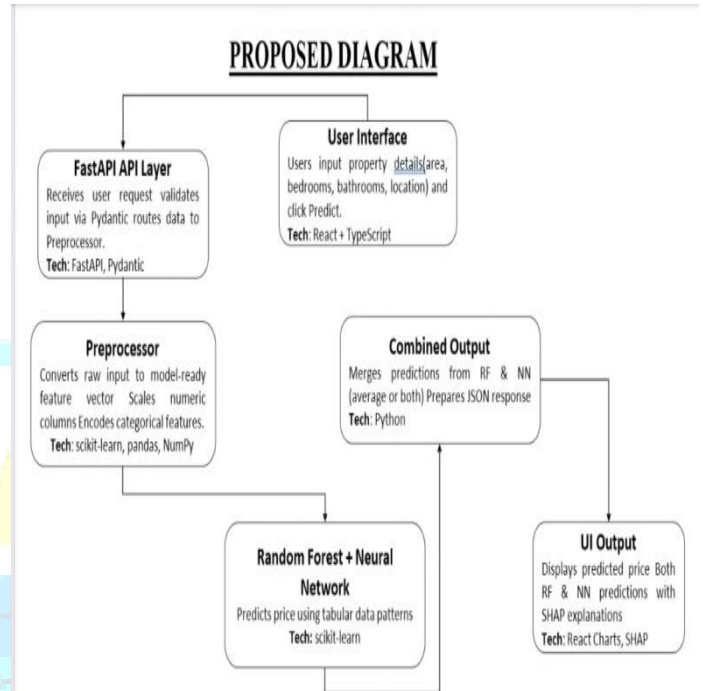 PROPOSED DIAGRAM
User Interface
Users input property details(area,
bedrooms, bathrooms, location) and
click Predict.
Tech: React + TypeScript
FastAPI API Layer
Receives user request validates
input via Pydantic routes data to
Preprocessor.
Tech: FastAPI, Pydantic
Preprocessor
Converts raw input to model-ready
feature vector Scales numeric
columns Encodes categorical features.
Tech: scikit-learn, pandas, NumPy
Random Forest + Neural
Network
Predicts price using tabular data patterns
Tech: scikit-learn
Combined Output
Merges predictions from RF & NN
(average or both) Prepares JSON response
Tech: Python
UI Output
Displays predicted price Both
RF & NN predictions with
SHAP explanations
Tech: React Charts, SHAP